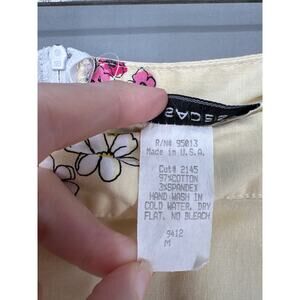 R/N# 95013
Made in U.S.A.
Cut# 2145
97%COTTON
3%SPANDEX
HAND WASH IN
COLD WATER, DRY
FLAT, NO BLEACH
9412
M